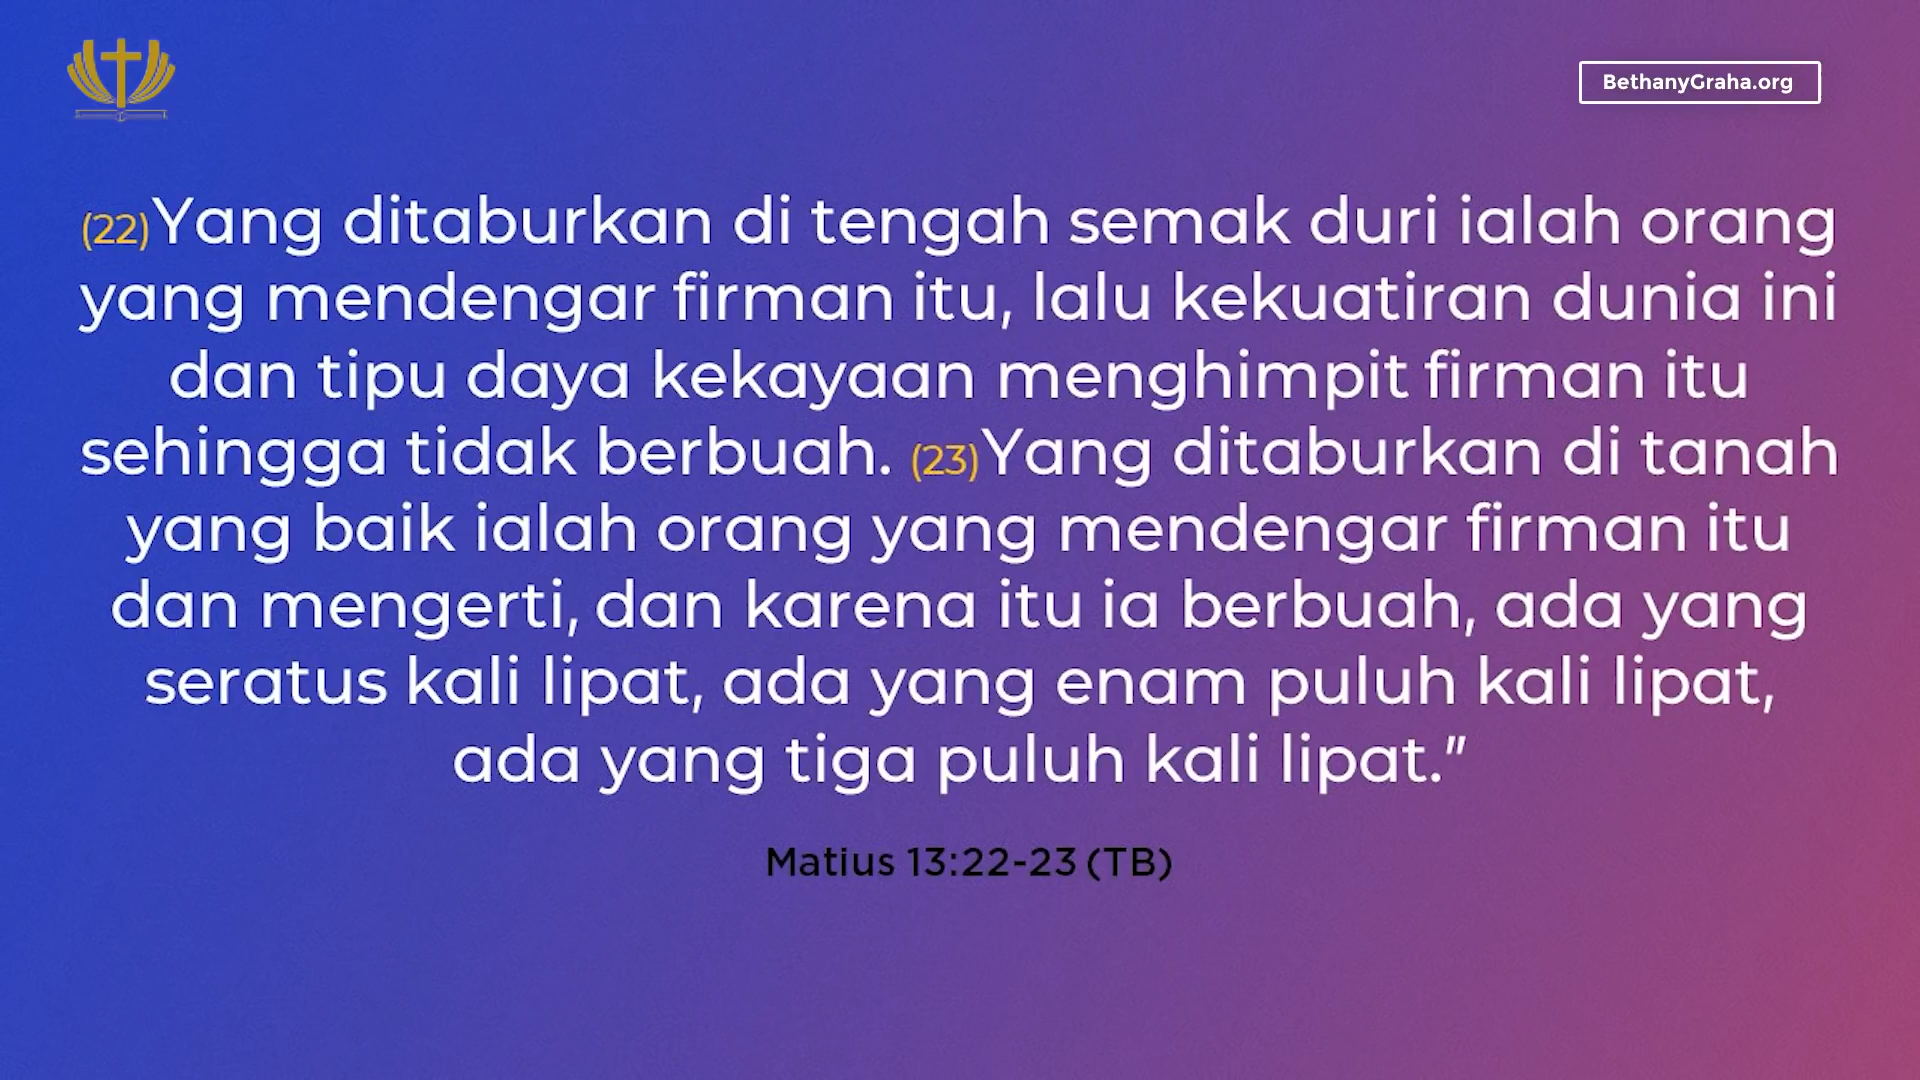 BethanyGraha.org
(22)Yang ditaburkan di tengah semak duri ialah orang
yang mendengar firman itu, lalu kekuatiran dunia ini
dan tipu daya kekayaan menghimpit firman itu
sehingga tidak berbuah. (23)Yang ditaburkan di tanah
yang baik ialah orang yang mendengar firman itu
dan mengerti, dan karena itu ia berbuah, ada yang
seratus kali lipat, ada yang enam puluh kali lipat,
ada yang tiga puluh kali lipat."
Matius 13:22-23 (TB)